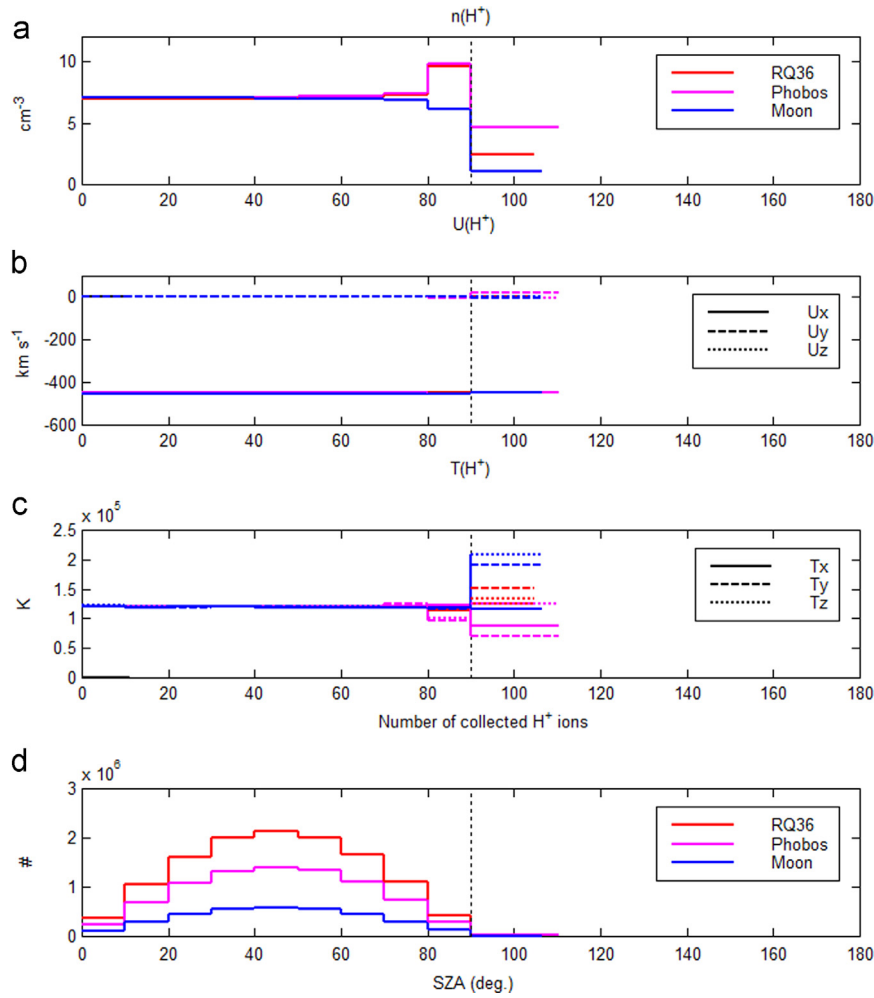 a
n(H⁺)
10
5
0
cm⁻³
RQ36
Phobos
Moon
0 20 40 60 80 100 120 140 160 180
U(H⁺)
b
0
-200
-400
-600
km s⁻¹
Ux
Uy
Uz
0 20 40 60 80 100 120 140 160 180
T(H⁺)
c
x 10⁵
2.5
2
1.5
1
0.5
0
K
Tx
Ty
Tz
0 20 40 60 80 100 120 140 160 180
Number of collected H⁺ ions
d
x 10⁶
3
2
1
0
#
RQ36
Phobos
Moon
0 20 40 60 80 100 120 140 160 180
SZA (deg.)